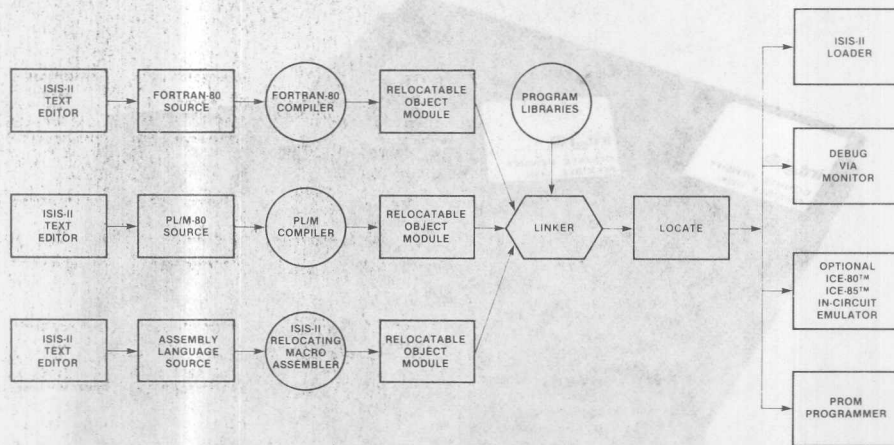 ISIS-II
TEXT
EDITOR
FORTRAN-80
SOURCE
FORTRAN-80
COMPILER
RELOCATABLE
OBJECT
MODULE
PROGRAM
LIBRARIES
ISIS-II
LOADER
ISIS-II
TEXT
EDITOR
PL/M-80
SOURCE
PL/M
COMPILER
RELOCATABLE
OBJECT
MODULE
LINKER
LOCATE
DEBUG
VIA
MONITOR
OPTIONAL
ICE-80™
ICE-85™
IN-CIRCUIT
EMULATOR
ISIS-II
TEXT
EDITOR
ASSEMBLY
LANGUAGE
SOURCE
ISIS-II
RELOCATING
MACRO
ASSEMBLER
RELOCATABLE
OBJECT
MODULE
PROM
PROGRAMMER